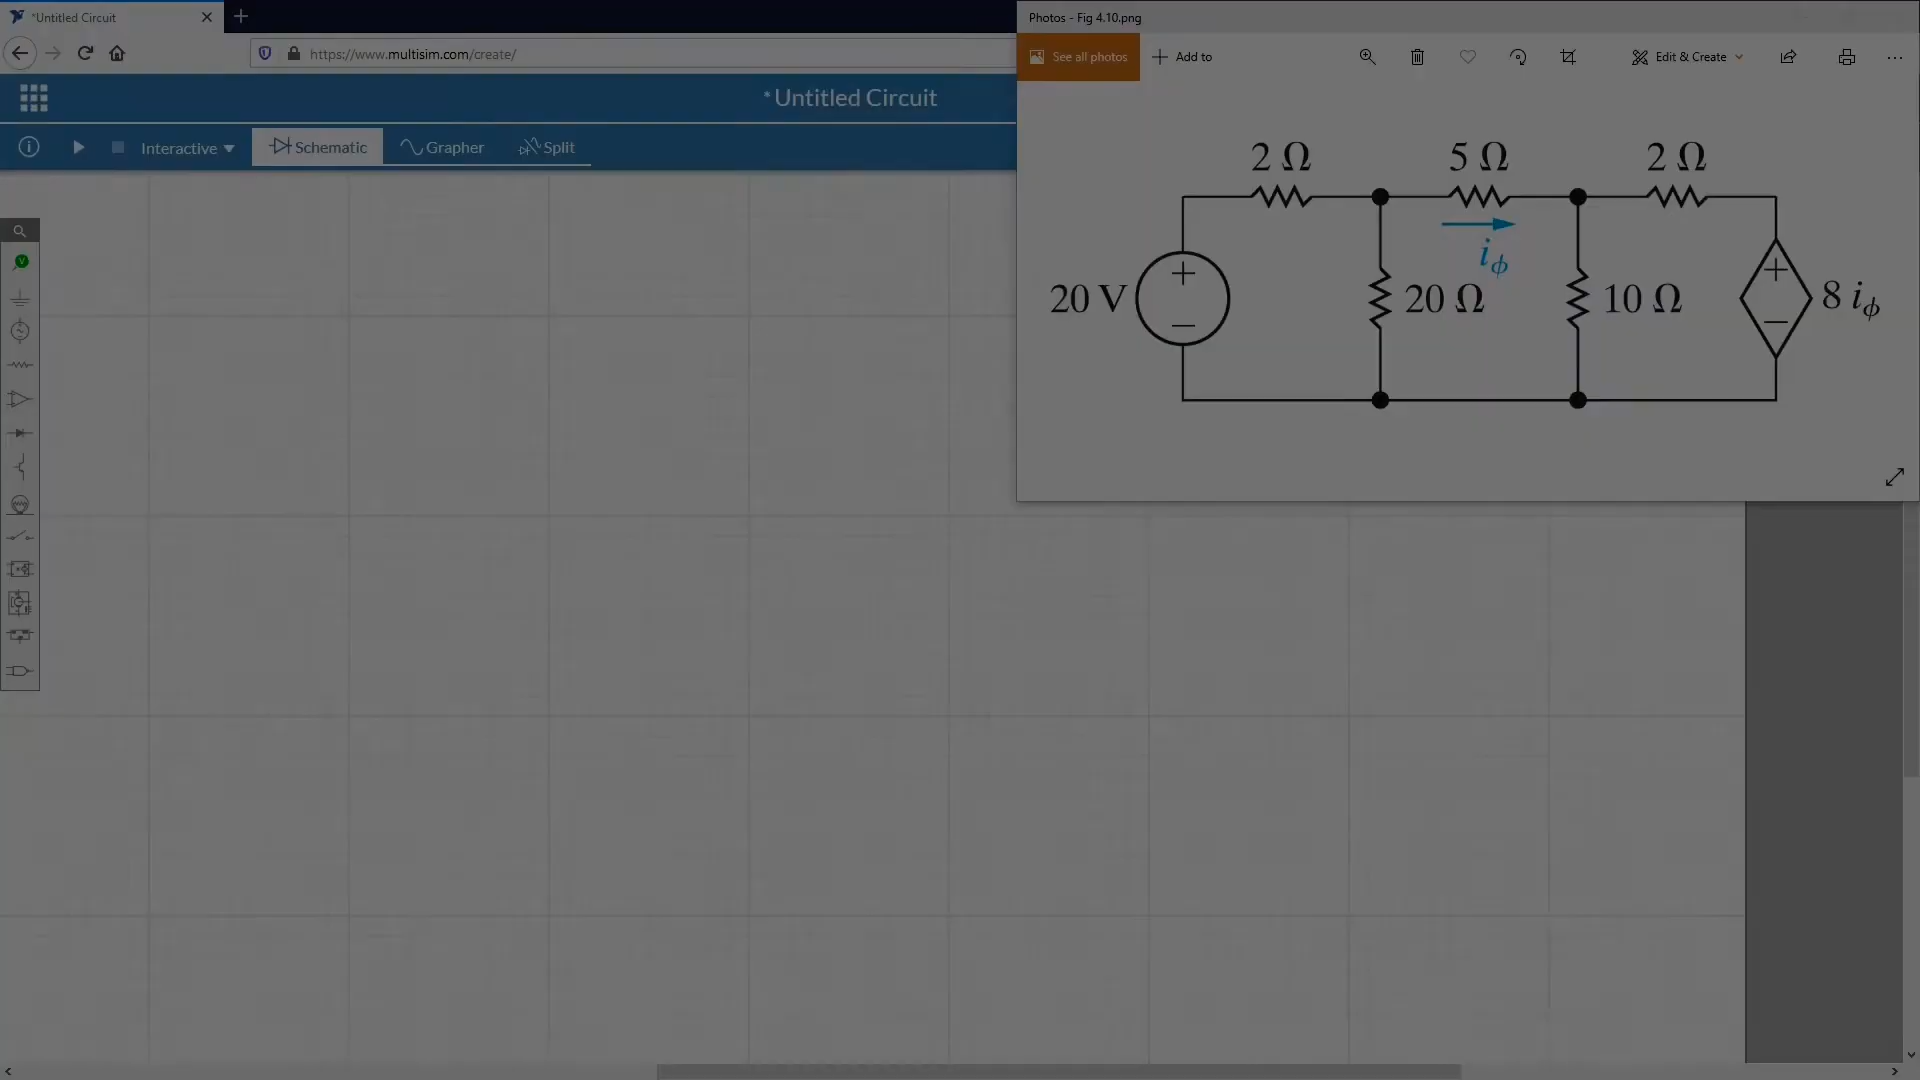 *Untitled Circuit
Photos - Fig 4.10.png
https://www.multisim.com/create/
See all photos
Add to
Edit & Create
*Untitled Circuit
Interactive
Schematic
Grapher
Split
2 Ω
5 Ω
2 Ω
iϕ
20 V
20 Ω
10 Ω
8 iϕ
V